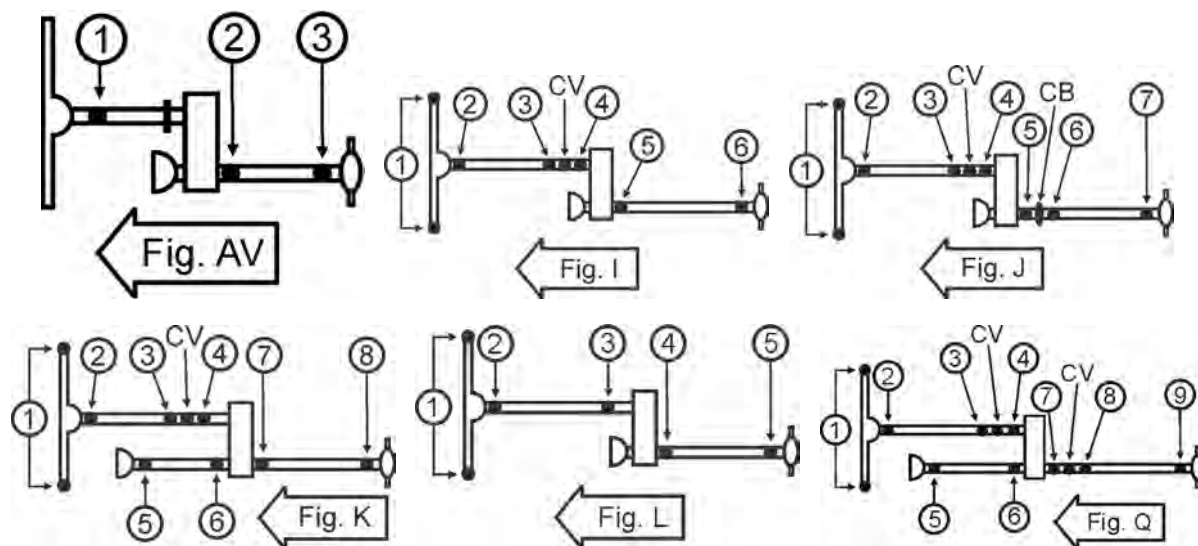 1 2 3
Fig. AV
CV
2 3 4
1 5 6
Fig. I
CV
2 3 4 CB 7
1 5 6
Fig. J
CV
2 3 4 7 8
1
5 6
Fig. K
2 3 4 5
1
Fig. L
CV
2 3 4 CV
7 8 9
1
5 6
Fig. Q